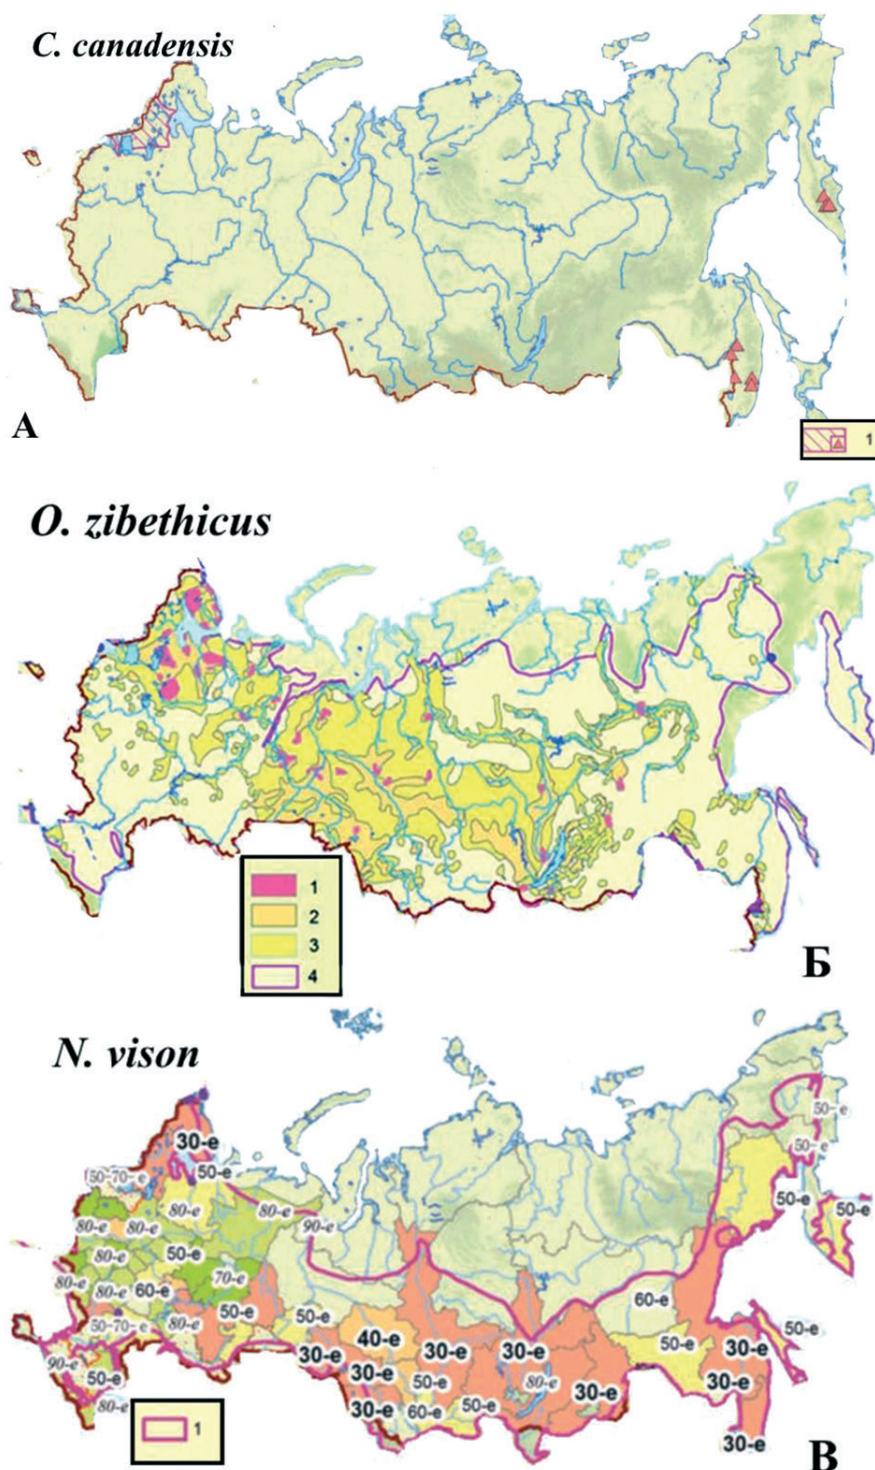 C. canadensis
А
1
O. zibethicus
1
2
3
4
Б
N. vison
30-е
50-е
50-70- е
80-е
80-е
80-е
80-е
90-е
80-е
50-е
70-е
80-е
80-е
60-е
50-70- е
80-е
50-е
50-е
90-е
50-е
80-е
30-е
40-е
30-е
30-е
30-е
50-е
60-е
50-е
30-е
80-е
30-е
60-е
50-е
30-е
30-е
30-е
50-е
50-е
50-е
50- е
50- е
1
В